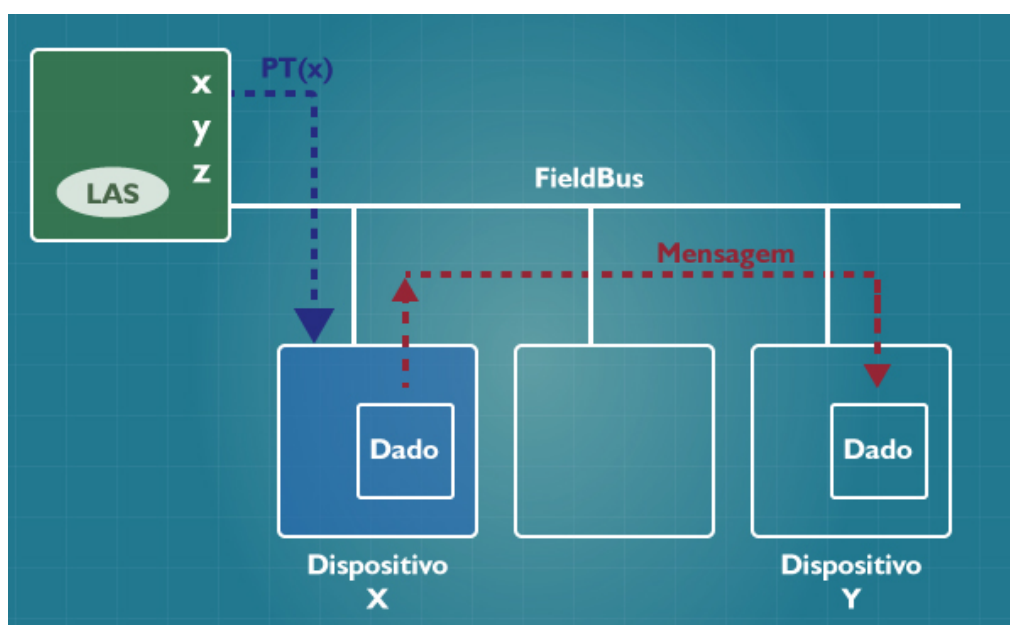 PT(x)
x
y
z
LAS
FieldBus
Mensagem
Dado
Dado
Dispositivo
X
Dispositivo
Y